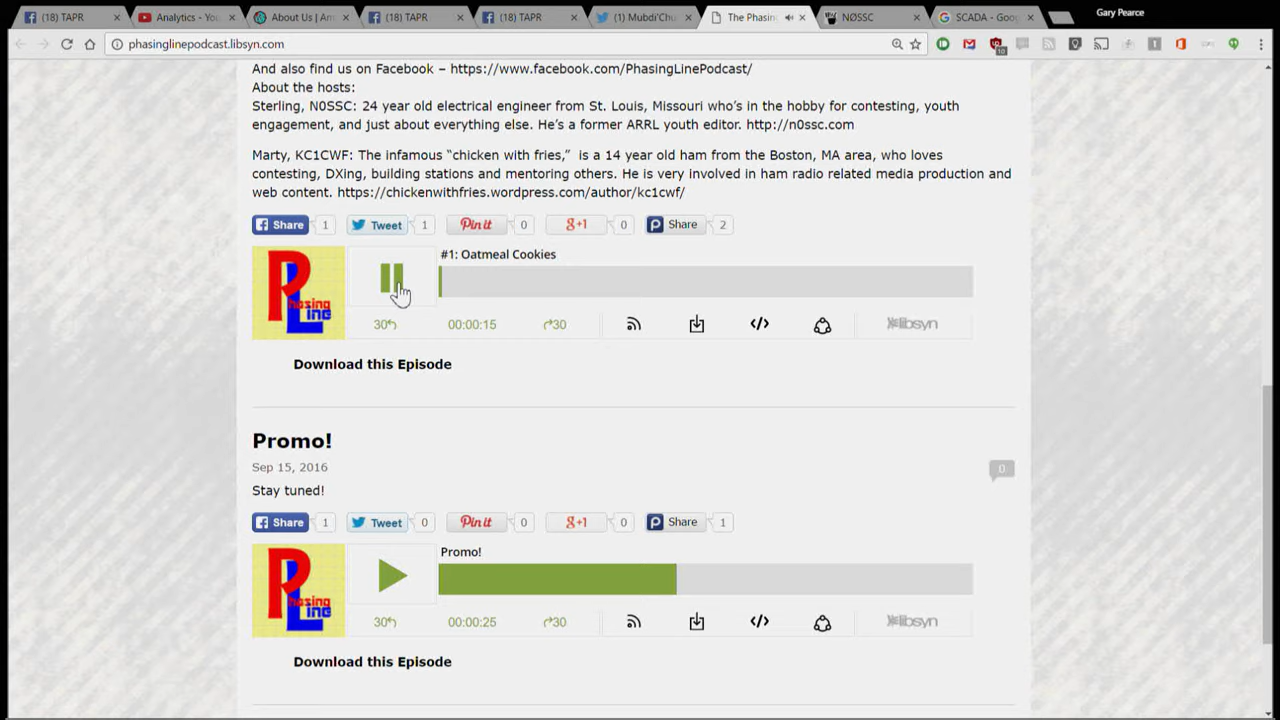 (18) TAPR
Analytics - You
About Us | Am
(18) TAPR
(18) TAPR
(1) Mubdi'Chu
The Phasing
NØSSC
SCADA - Goo
Gary Pearce
phasinglinepodcast.libsyn.com
10
And also find us on Facebook – https://www.facebook.com/PhasingLinePodcast/
About the hosts:
Sterling, N0SSC: 24 year old electrical engineer from St. Louis, Missouri who's in the hobby for contesting, youth
engagement, and just about everything else. He's a former ARRL youth editor. http://n0ssc.com
Marty, KC1CWF: The infamous "chicken with fries,"  is a 14 year old ham from the Boston, MA area, who loves
contesting, DXing, building stations and mentoring others. He is very involved in ham radio related media production and
web content. https://chickenwithfries.wordpress.com/author/kc1cwf/
Share 1 Tweet 1 Pin it 0 g+1 0 Share 2
#1: Oatmeal Cookies
Phasing
Line
30 00:00:15 30 </> libsyn
Download this Episode
Promo!
Sep 15, 2016
0
Stay tuned!
Share 1 Tweet 0 Pin it 0 g+1 0 Share 1
Promo!
Phasing
Line
30 00:00:25 30 </> libsyn
Download this Episode